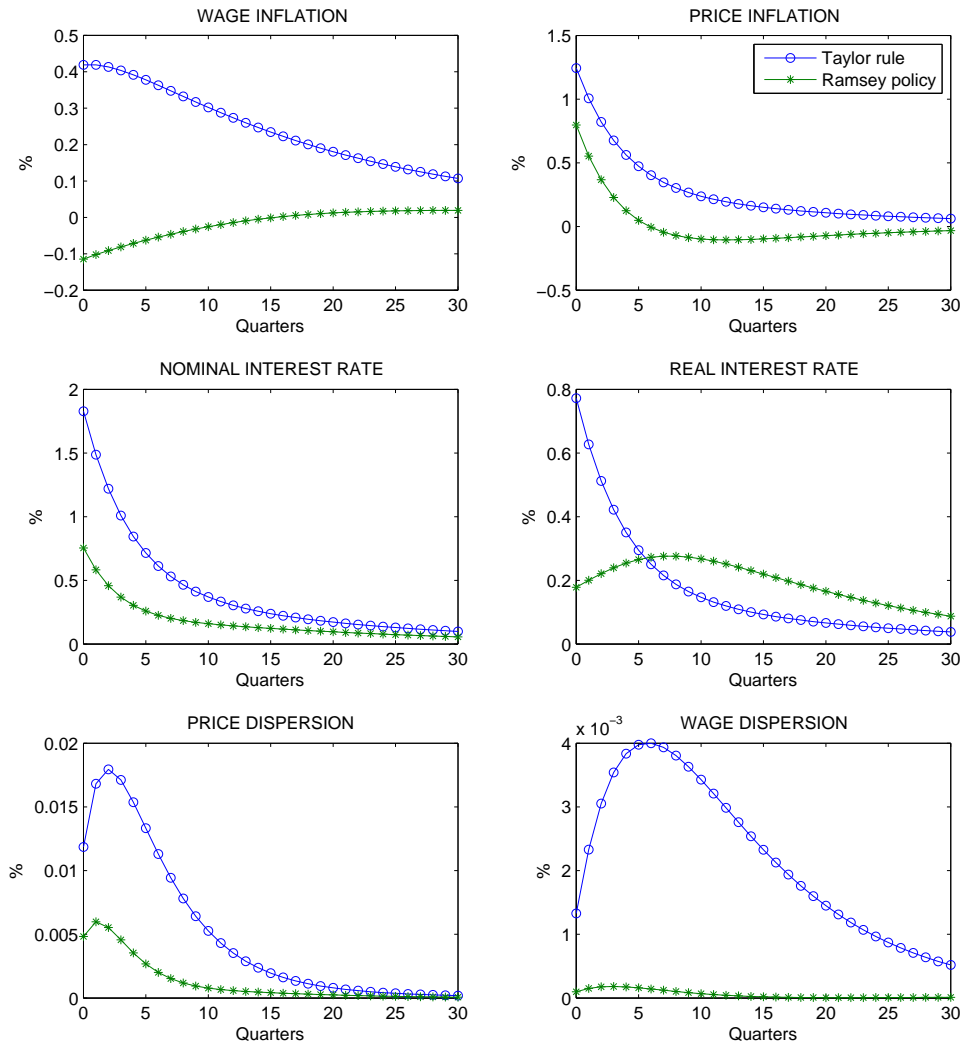 WAGE INFLATION
0.5
0.4
0.3
0.2
0.1
0
−0.1
−0.2
%
0 5 10 15 20 25 30
Quarters
PRICE INFLATION
Taylor rule
Ramsey policy
1.5
1
0.5
0
−0.5
%
0 5 10 15 20 25 30
Quarters
NOMINAL INTEREST RATE
2
1.5
1
0.5
0
%
0 5 10 15 20 25 30
Quarters
REAL INTEREST RATE
0.8
0.6
0.4
0.2
0
%
0 5 10 15 20 25 30
Quarters
PRICE DISPERSION
0.02
0.015
0.01
0.005
0
%
0 5 10 15 20 25 30
Quarters
x 10−3
WAGE DISPERSION
4
3
2
1
0
%
0 5 10 15 20 25 30
Quarters